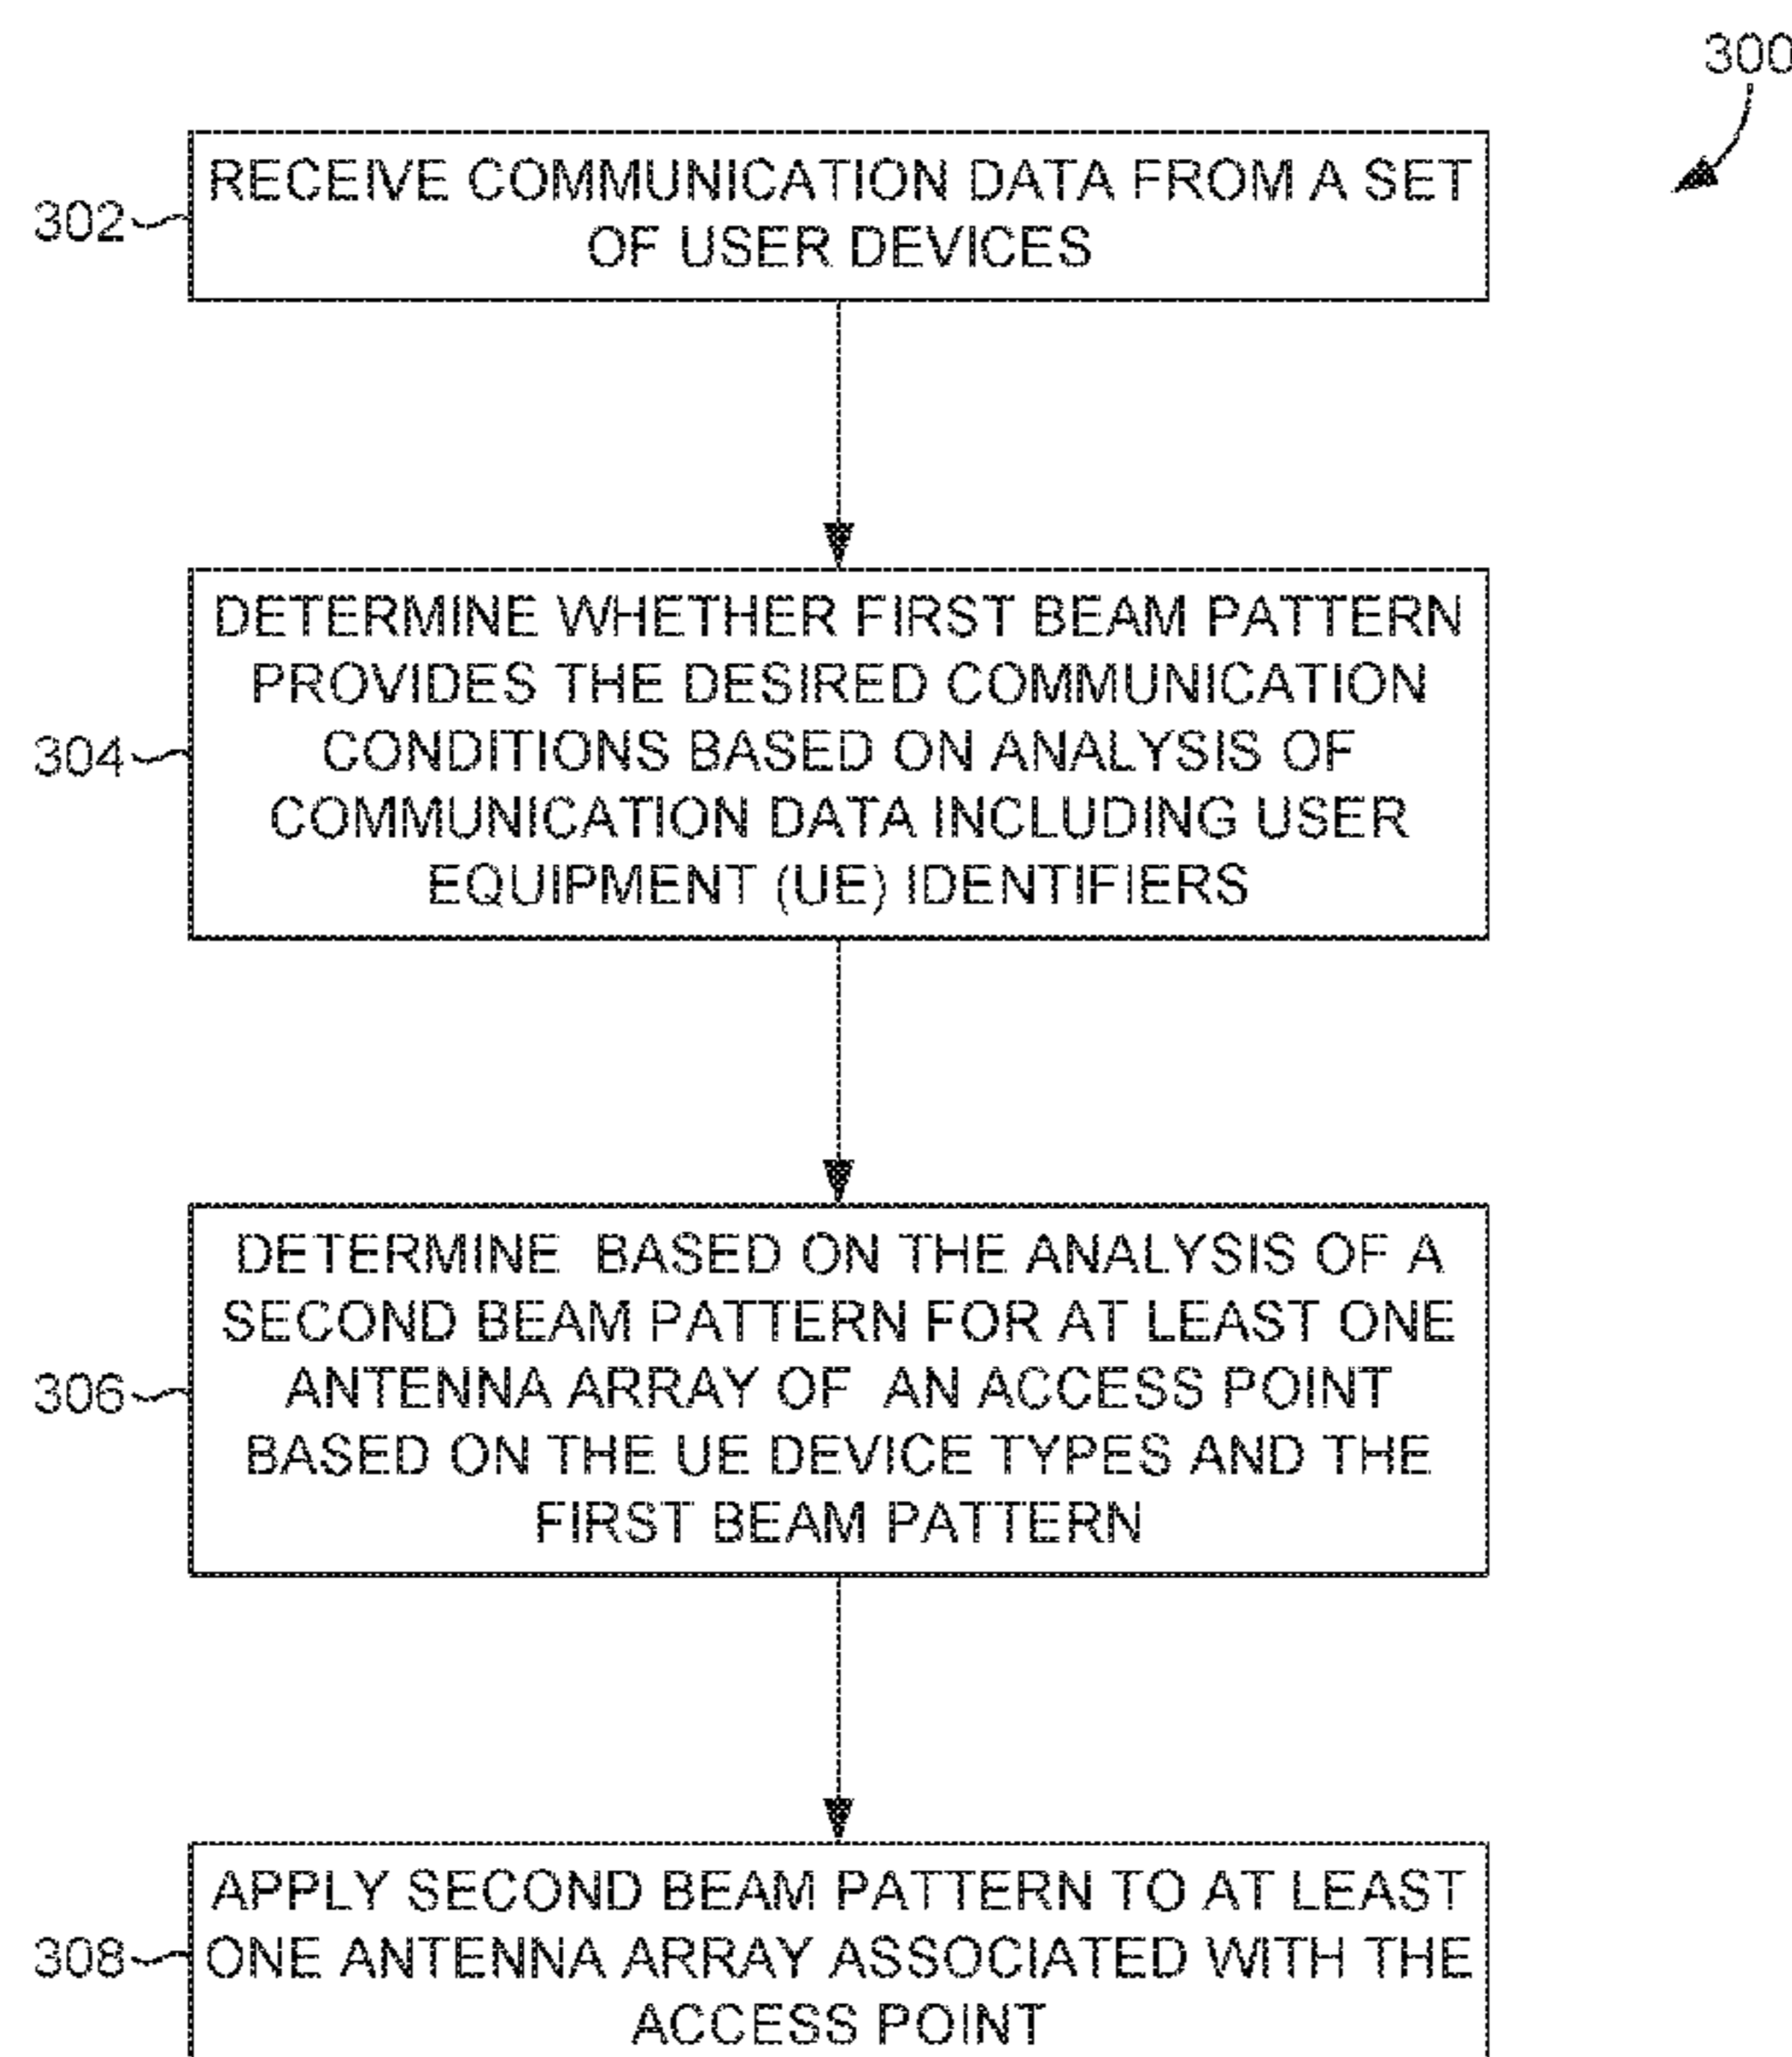 300
302
RECEIVE COMMUNICATION DATA FROM A SET
OF USER DEVICES
304
DETERMINE WHETHER FIRST BEAM PATTERN
PROVIDES THE DESIRED COMMUNICATION
CONDITIONS BASED ON ANALYSIS OF
COMMUNICATION DATA INCLUDING USER
EQUIPMENT (UE) IDENTIFIERS
306
DETERMINE BASED ON THE ANALYSIS OF A
SECOND BEAM PATTERN FOR AT LEAST ONE
ANTENNA ARRAY OF AN ACCESS POINT
BASED ON THE UE DEVICE TYPES AND THE
FIRST BEAM PATTERN
308
APPLY SECOND BEAM PATTERN TO AT LEAST
ONE ANTENNA ARRAY ASSOCIATED WITH THE
ACCESS POINT